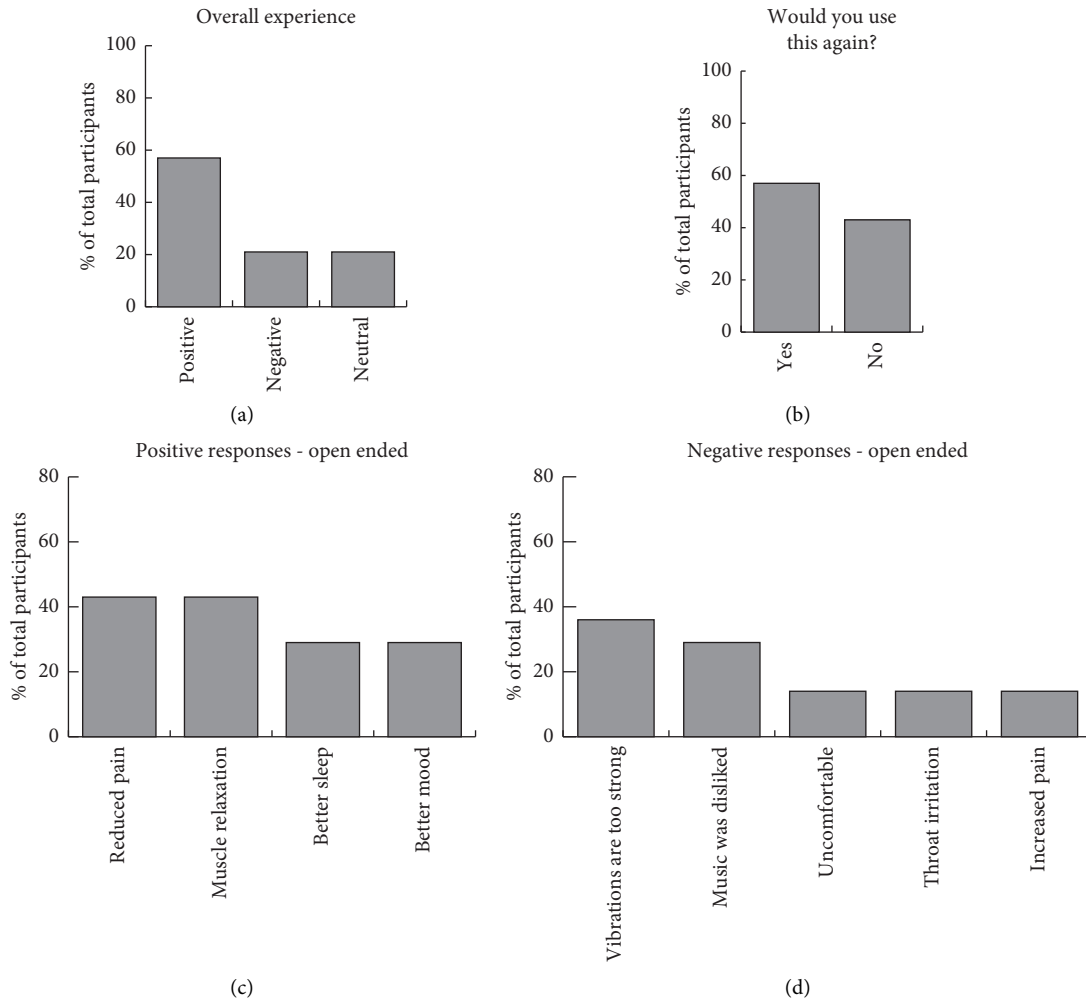 Overall experience
100
80
60
40
20
0
% of total participants
Positive
Negative
Neutral
(a)
Would you use
this again?
100
80
60
40
20
0
% of total participants
Yes
No
(b)
Positive responses - open ended
80
60
40
20
0
% of total participants
Reduced pain
Muscle relaxation
Better sleep
Better mood
(c)
Negative responses - open ended
80
60
40
20
0
% of total participants
Vibrations are too strong
Music was disliked
Uncomfortable
Throat irritation
Increased pain
(d)